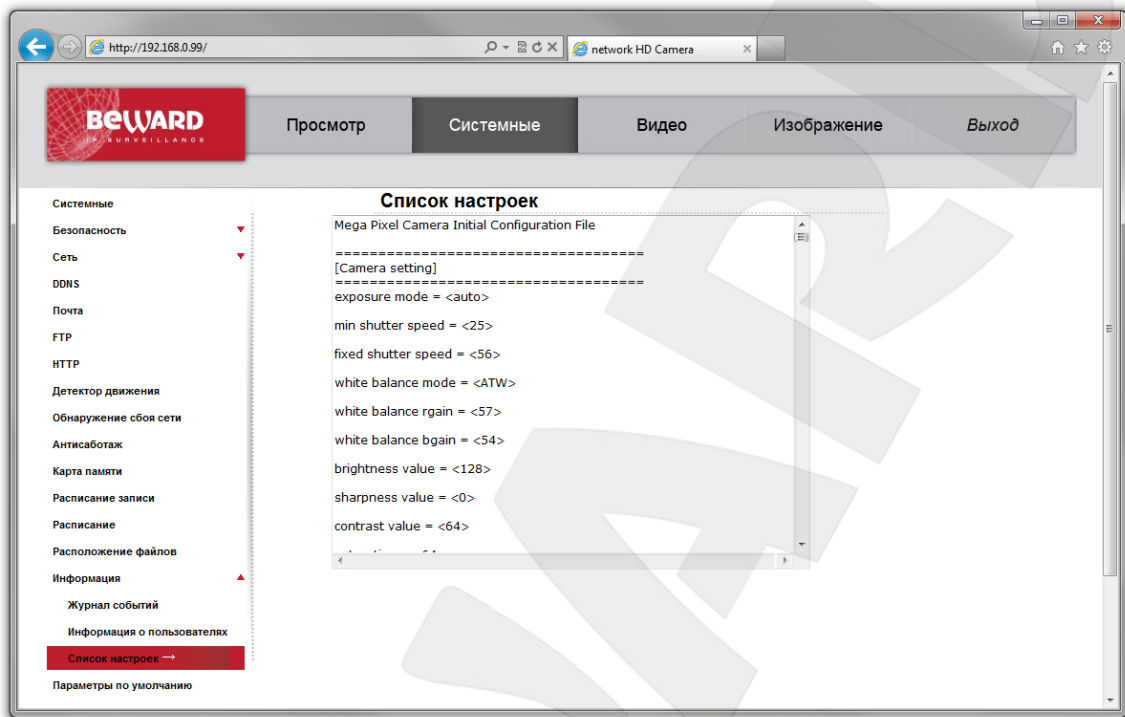 http://192.168.0.99/
network HD Camera
BEWARD
IP SURVEILLANCE
Просмотр
Системные
Видео
Изображение
Выход
Системные
Безопасность
Сеть
DDNS
Почта
FTP
HTTP
Детектор движения
Обнаружение сбоя сети
Антисаботаж
Карта памяти
Расписание записи
Расписание
Расположение файлов
Информация
Журнал событий
Информация о пользователях
Список настроек →
Параметры по умолчанию
Список настроек
Mega Pixel Camera Initial Configuration File
====================================
[Camera setting]
====================================
exposure mode = <auto>
min shutter speed = <25>
fixed shutter speed = <56>
white balance mode = <ATW>
white balance rgain = <57>
white balance bgain = <54>
brightness value = <128>
sharpness value = <0>
contrast value = <64>